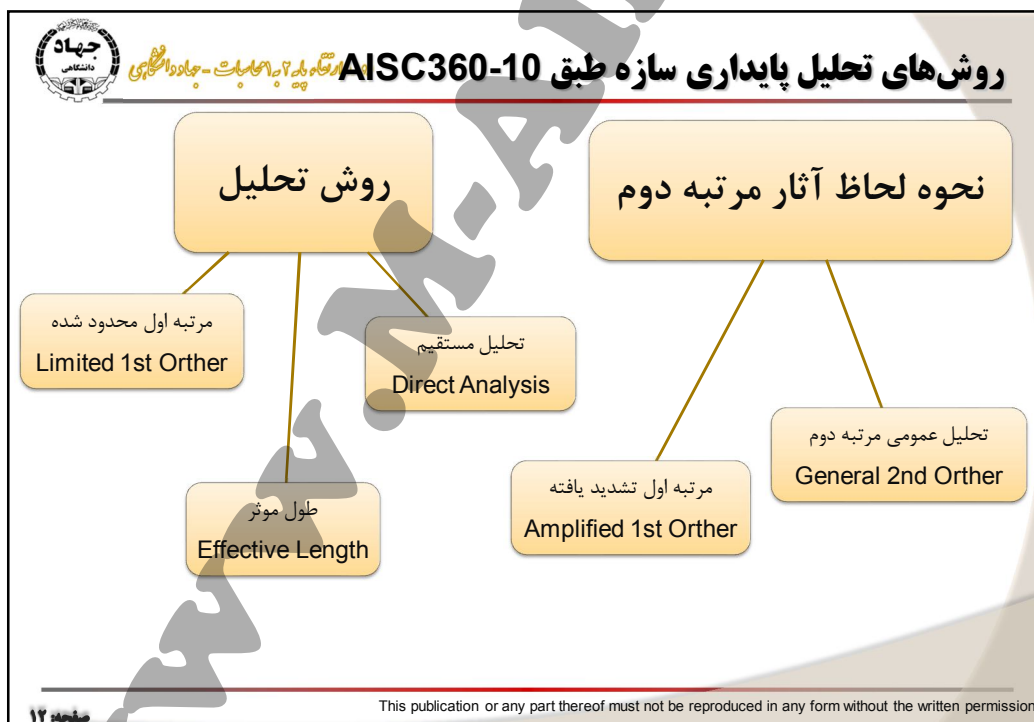 روش‌های تحلیل پایداری سازه طبق AISC360-10
جهاد
دانشگاهی
نحوه لحاظ آثار مرتبه دوم
روش تحلیل
تحلیل عمومی مرتبه دوم
General 2nd Orther
مرتبه اول تشدید یافته
Amplified 1st Orther
تحلیل مستقیم
Direct Analysis
طول موثر
Effective Length
مرتبه اول محدود شده
Limited 1st Orther
This publication or any part thereof must not be reproduced in any form without the written permission
صفحه: ۱۲